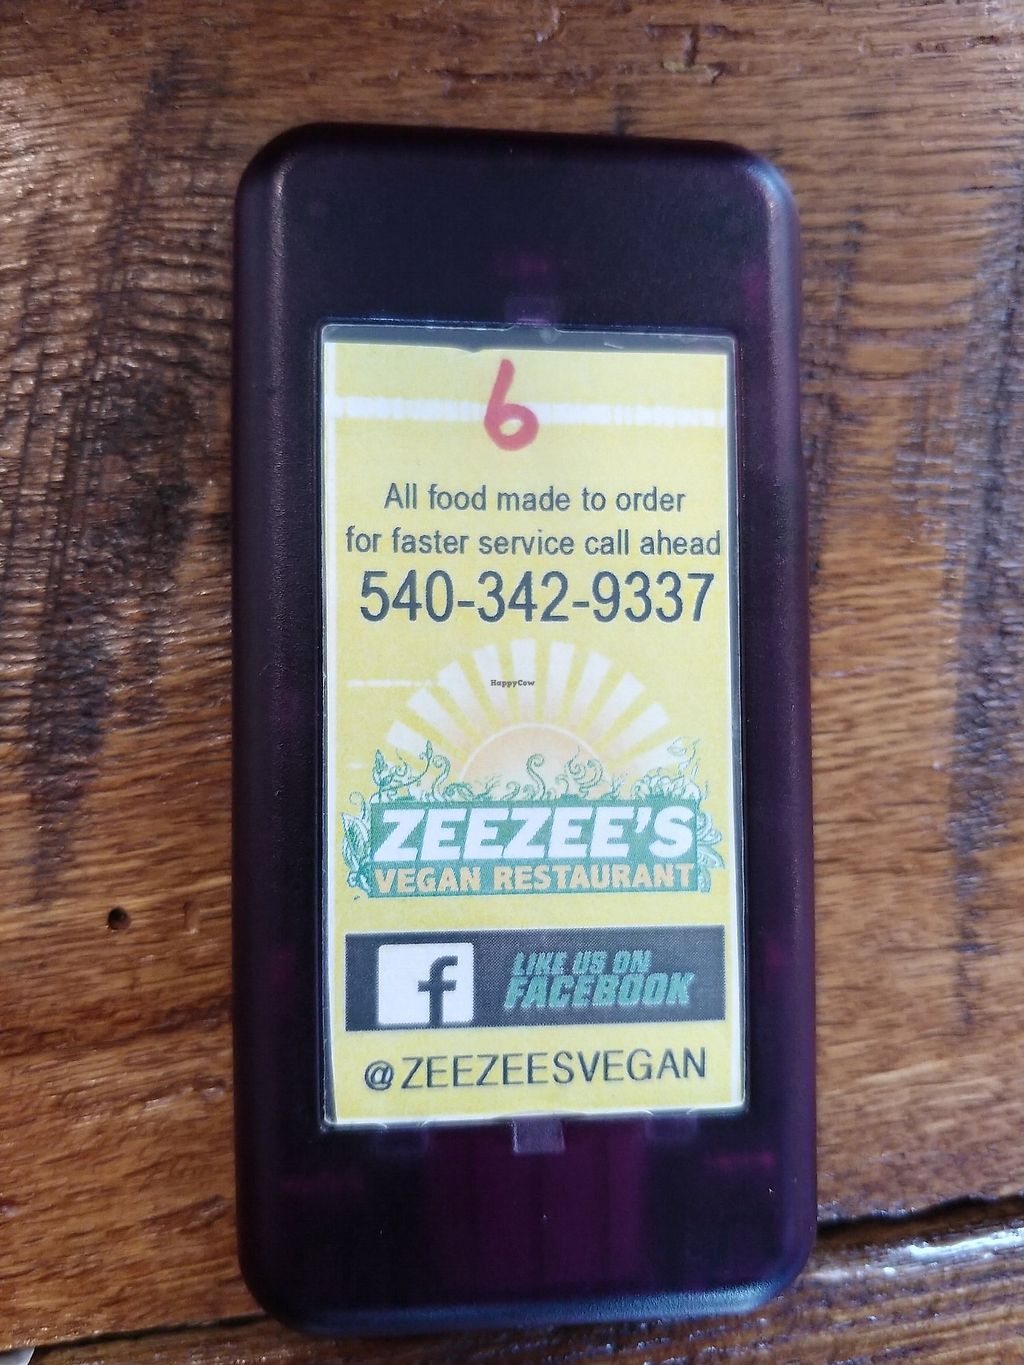 6
All food made to order
for faster service call ahead
540-342-9337
HappyCow
ZEEZEE'S
VEGAN RESTAURANT
f
LIKE US ON
FACEBOOK
@ZEEZEESVEGAN